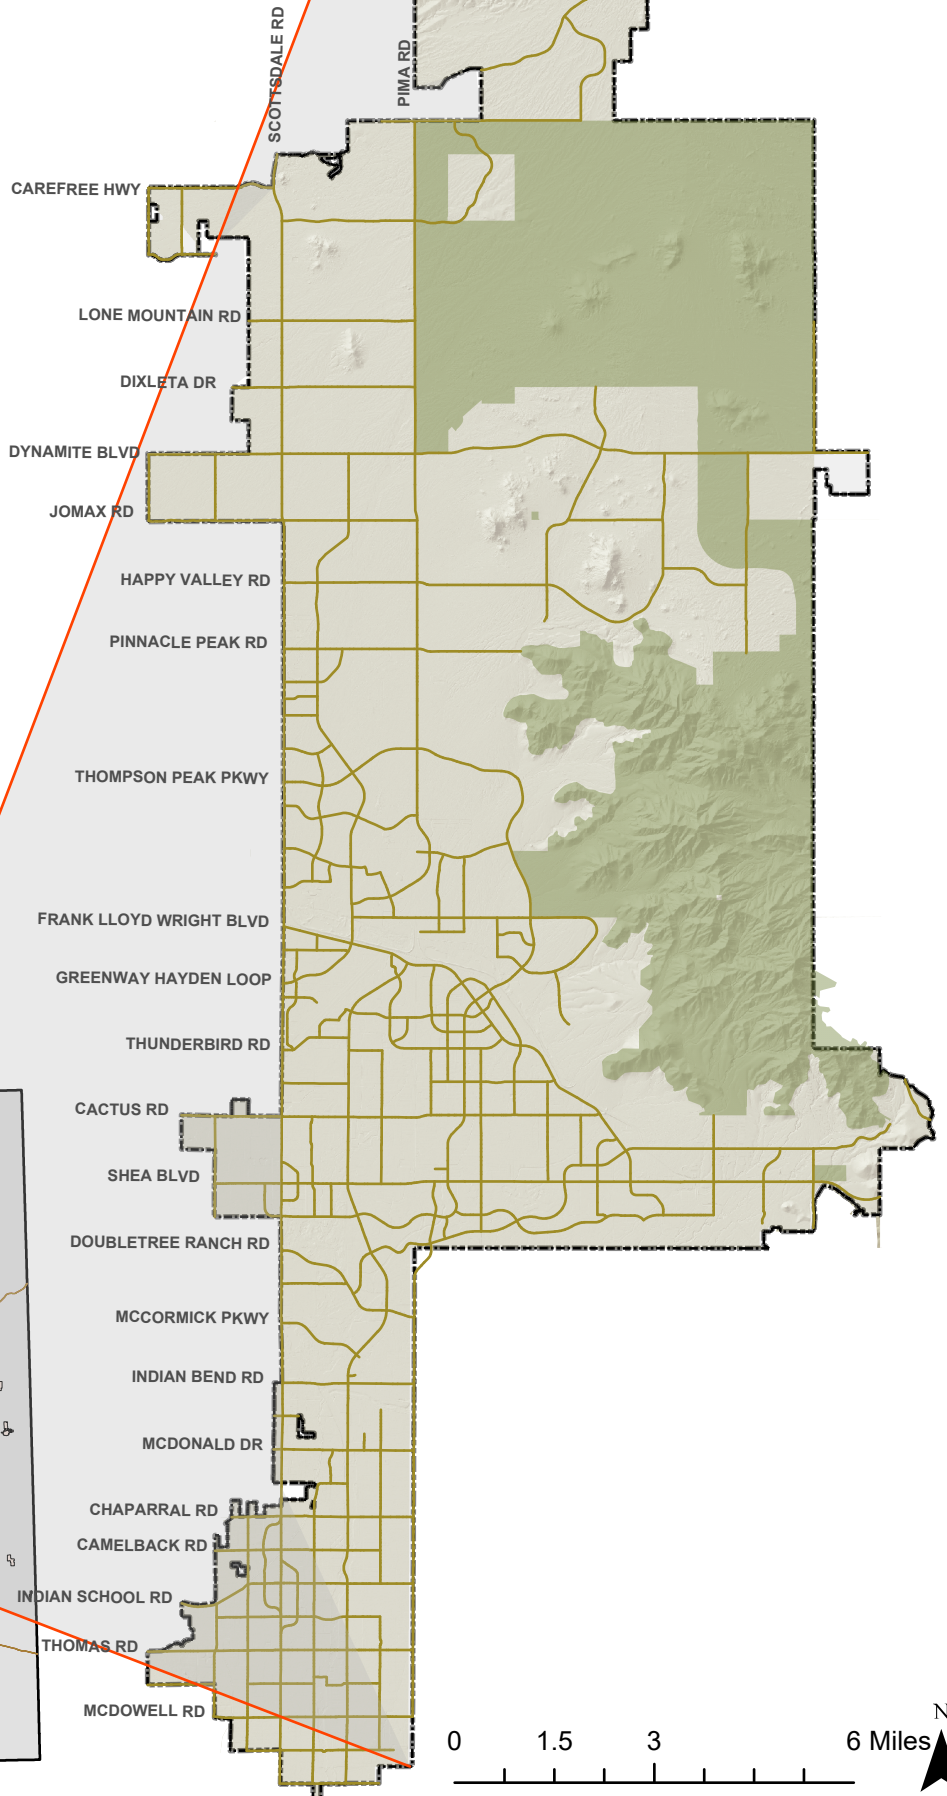 SCOTTSDALE RD
PIMA RD
CAREFREE HWY
LONE MOUNTAIN RD
DIXLETA DR
DYNAMITE BLVD
JOMAX RD
HAPPY VALLEY RD
PINNACLE PEAK RD
THOMPSON PEAK PKWY
FRANK LLOYD WRIGHT BLVD
GREENWAY HAYDEN LOOP
THUNDERBIRD RD
CACTUS RD
SHEA BLVD
DOUBLETREE RANCH RD
MCCORMICK PKWY
INDIAN BEND RD
MCDONALD DR
CHAPARRAL RD
CAMELBACK RD
INDIAN SCHOOL RD
THOMAS RD
MCDOWELL RD
N
0 1.5 3 6 Miles